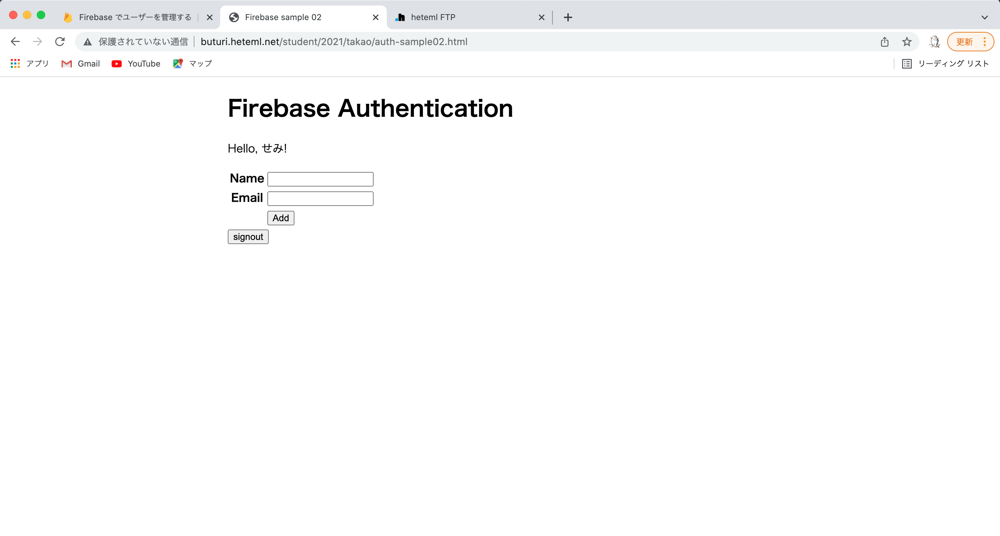 Firebase でユーザーを管理する
Firebase sample 02
heteml FTP
保護されていない通信
buturi.heteml.net/student/2021/takao/auth-sample02.html
更新
アプリ
Gmail
YouTube
マップ
リーディング リスト
Firebase Authentication
Hello, せみ!
Name
Email
Add
signout